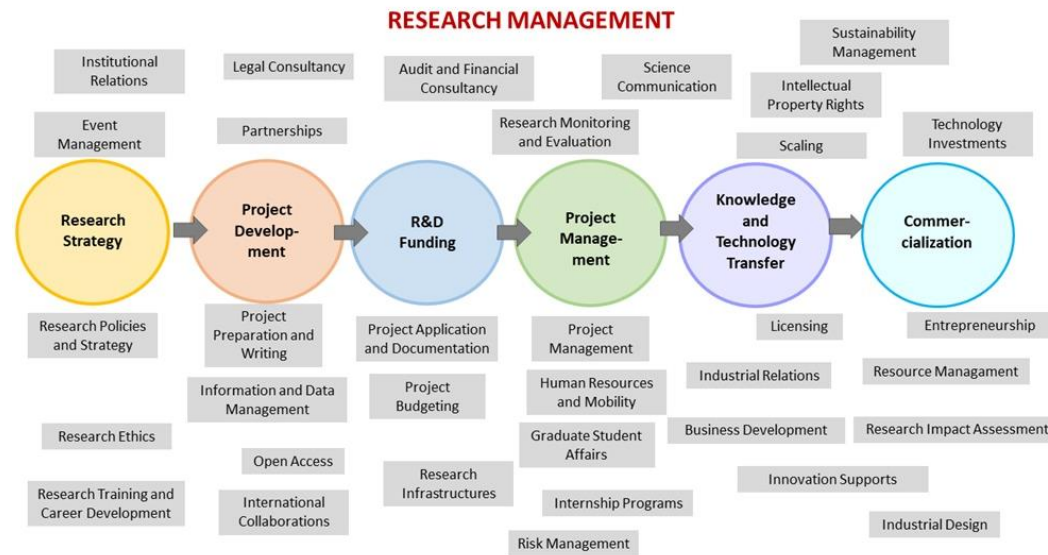 RESEARCH MANAGEMENT
Institutional
Relations
Legal Consultancy
Audit and Financial
Consultancy
Science
Communication
Sustainability
Management
Intellectual
Property Rights
Event
Management
Partnerships
Research Monitoring
and Evaluation
Scaling
Technology
Investments
Research
Strategy
Project
Develop-
ment
R&D
Funding
Project
Manage-
ment
Knowledge
and
Technology
Transfer
Commer-
cialization
Research Policies
and Strategy
Project
Preparation and
Writing
Project Application
and Documentation
Project
Management
Licensing
Entrepreneurship
Information and Data
Management
Project
Budgeting
Human Resources
and Mobility
Industrial Relations
Resource Managament
Research Ethics
Graduate Student
Affairs
Business Development
Research Impact Assessment
Open Access
Research
Infrastructures
Innovation Supports
Research Training and
Career Development
International
Collaborations
Internship Programs
Industrial Design
Risk Management